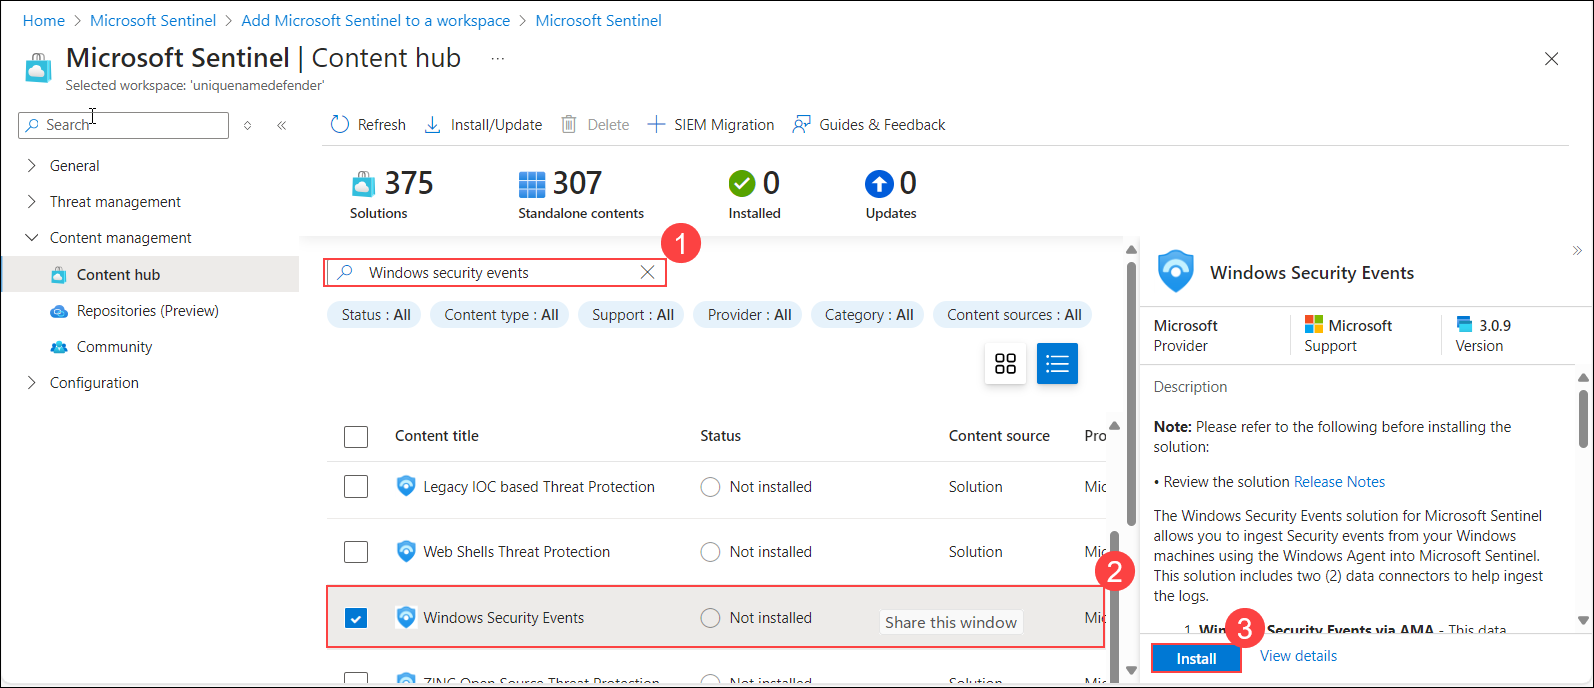 Home > Microsoft Sentinel > Add Microsoft Sentinel to a workspace > Microsoft Sentinel
Microsoft Sentinel | Content hub ...
Selected workspace: 'uniquenamedefender'
Search
Refresh Install/Update Delete SIEM Migration Guides & Feedback
General
Threat management
Content management
Content hub
Repositories (Preview)
Community
Configuration
375 307 0 0
Solutions Standalone contents Installed Updates
1
Windows security events
Status : All Content type : All Support : All Provider : All Category : All Content sources : All
Content title Status Content source Pro
Legacy IOC based Threat Protection Not installed Solution Mic
Web Shells Threat Protection Not installed Solution Mic
2
Windows Security Events Not installed Share this window Mic
ZINC Open Source Threat Protection Not installed Solution
Windows Security Events
Microsoft Microsoft 3.0.9
Provider Support Version
Description
Note: Please refer to the following before installing the
solution:
• Review the solution Release Notes
The Windows Security Events solution for Microsoft Sentinel
allows you to ingest Security events from your Windows
machines using the Windows Agent into Microsoft Sentinel.
This solution includes two (2) data connectors to help ingest
the logs.
1. Win Security Events via AMA - This data
3
Install View details